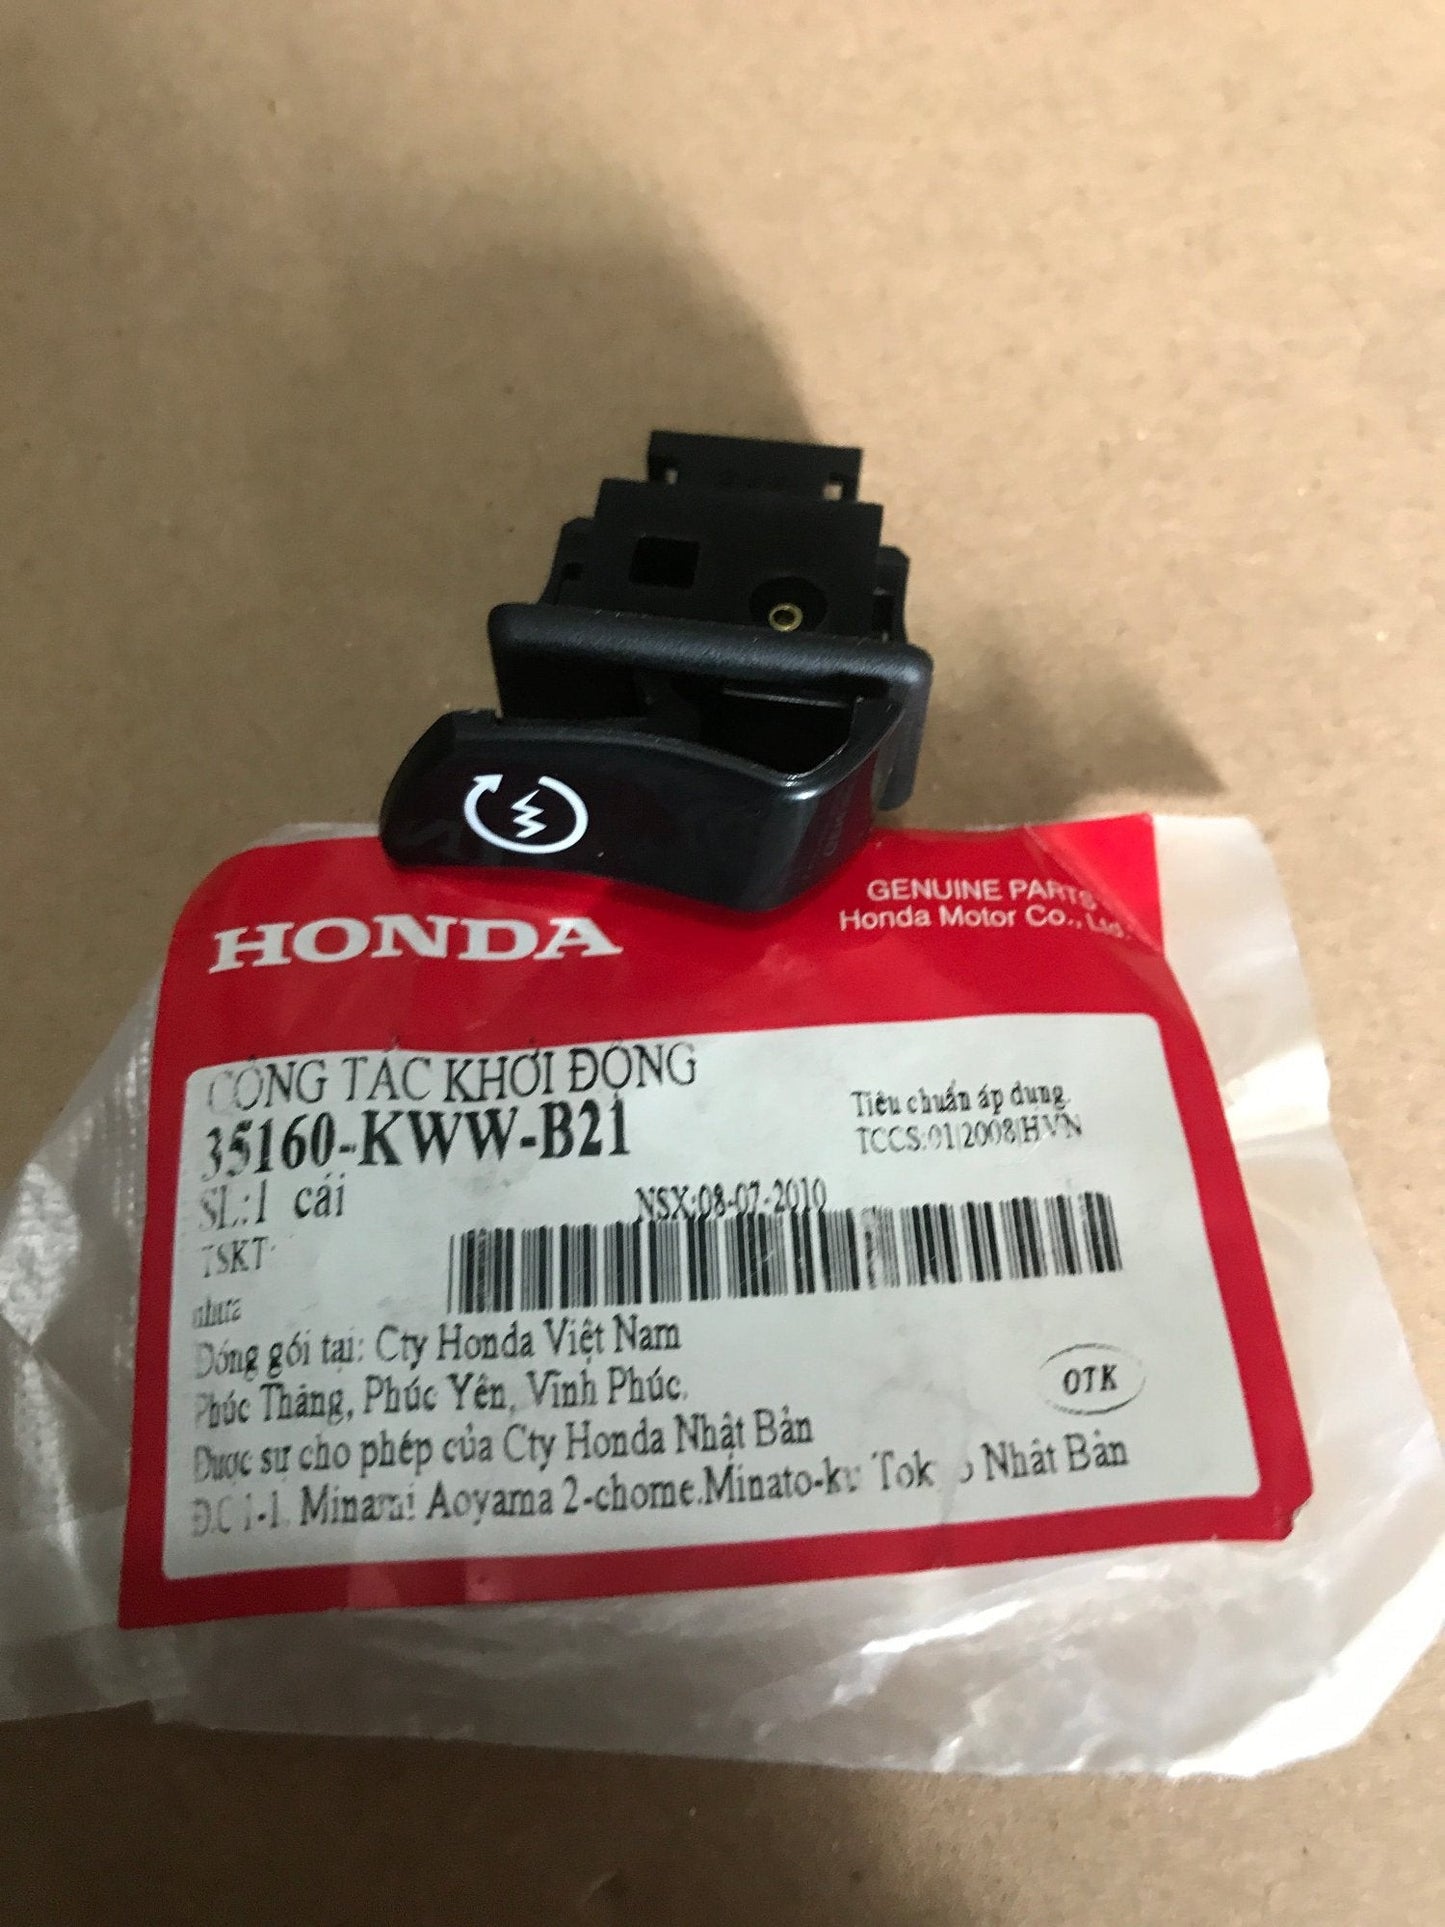 HONDA
GENUINE PARTS
Honda Motor Co., Ltd.
CÔNG TẮC KHỞI ĐỘNG
35160-KWW-B21
Tiêu chuẩn áp dụng.
TCCS:01|2008|HVN
SL:1 cái
NSX:08-07-2010
TSKT:
nhựa
Đóng gói tại: Cty Honda Việt Nam
Phúc Thắng, Phúc Yên, Vĩnh Phúc.
OTK
Được sự cho phép của Cty Honda Nhật Bản
Đ.C 1-1, Minami Aoyama 2-chome.Minato-ku Tokyo Nhật Bản